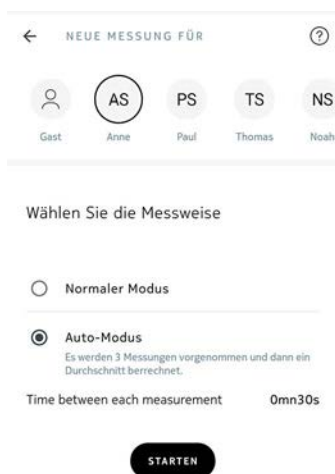 NEUE MESSUNG FÜR
AS PS TS NS
Gast Anne Paul Thomas Noah
Wählen Sie die Messweise
Normaler Modus
Auto-Modus
Es werden 3 Messungen vorgenommen und dann ein
Durchschnitt berrechnet.
Time between each measurement 0mn30s
STARTEN